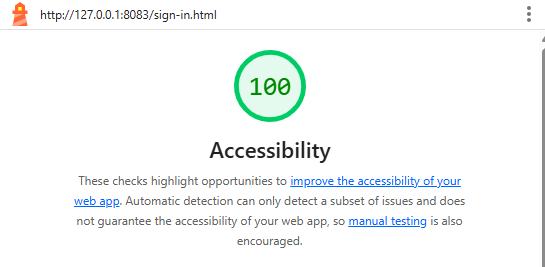 http://127.0.0.1:8083/sign-in.html
100
Accessibility
These checks highlight opportunities to improve the accessibility of your
web app. Automatic detection can only detect a subset of issues and does
not guarantee the accessibility of your web app, so manual testing is also
encouraged.